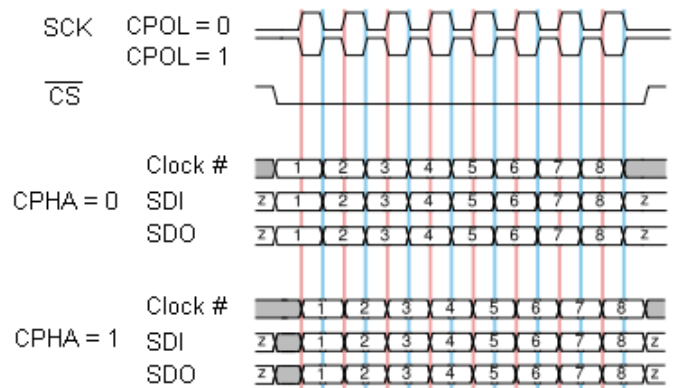 SCK CPOL = 0
CPOL = 1
CS
Clock # 1 2 3 4 5 6 7 8
CPHA = 0 SDI z 1 2 3 4 5 6 7 8 z
SDO z 1 2 3 4 5 6 7 8 z
Clock # 1 2 3 4 5 6 7 8
CPHA = 1 SDI z 1 2 3 4 5 6 7 8 z
SDO z 1 2 3 4 5 6 7 8 z